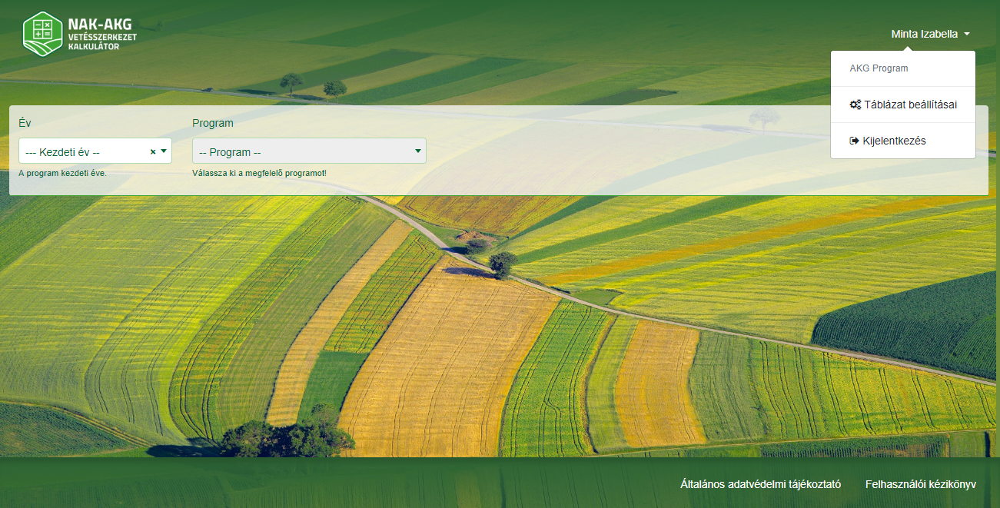 NAK-AKG
VETÉSSZERKEZET
KALKULÁTOR
Minta Izabella
AKG Program
Táblázat beállításai
Kijelentkezés
Év
Program
--- Kezdeti év --
-- Program --
A program kezdeti éve.
Válassza ki a megfelelő programot!
Általános adatvédelmi tájékoztató
Felhasználói kézikönyv